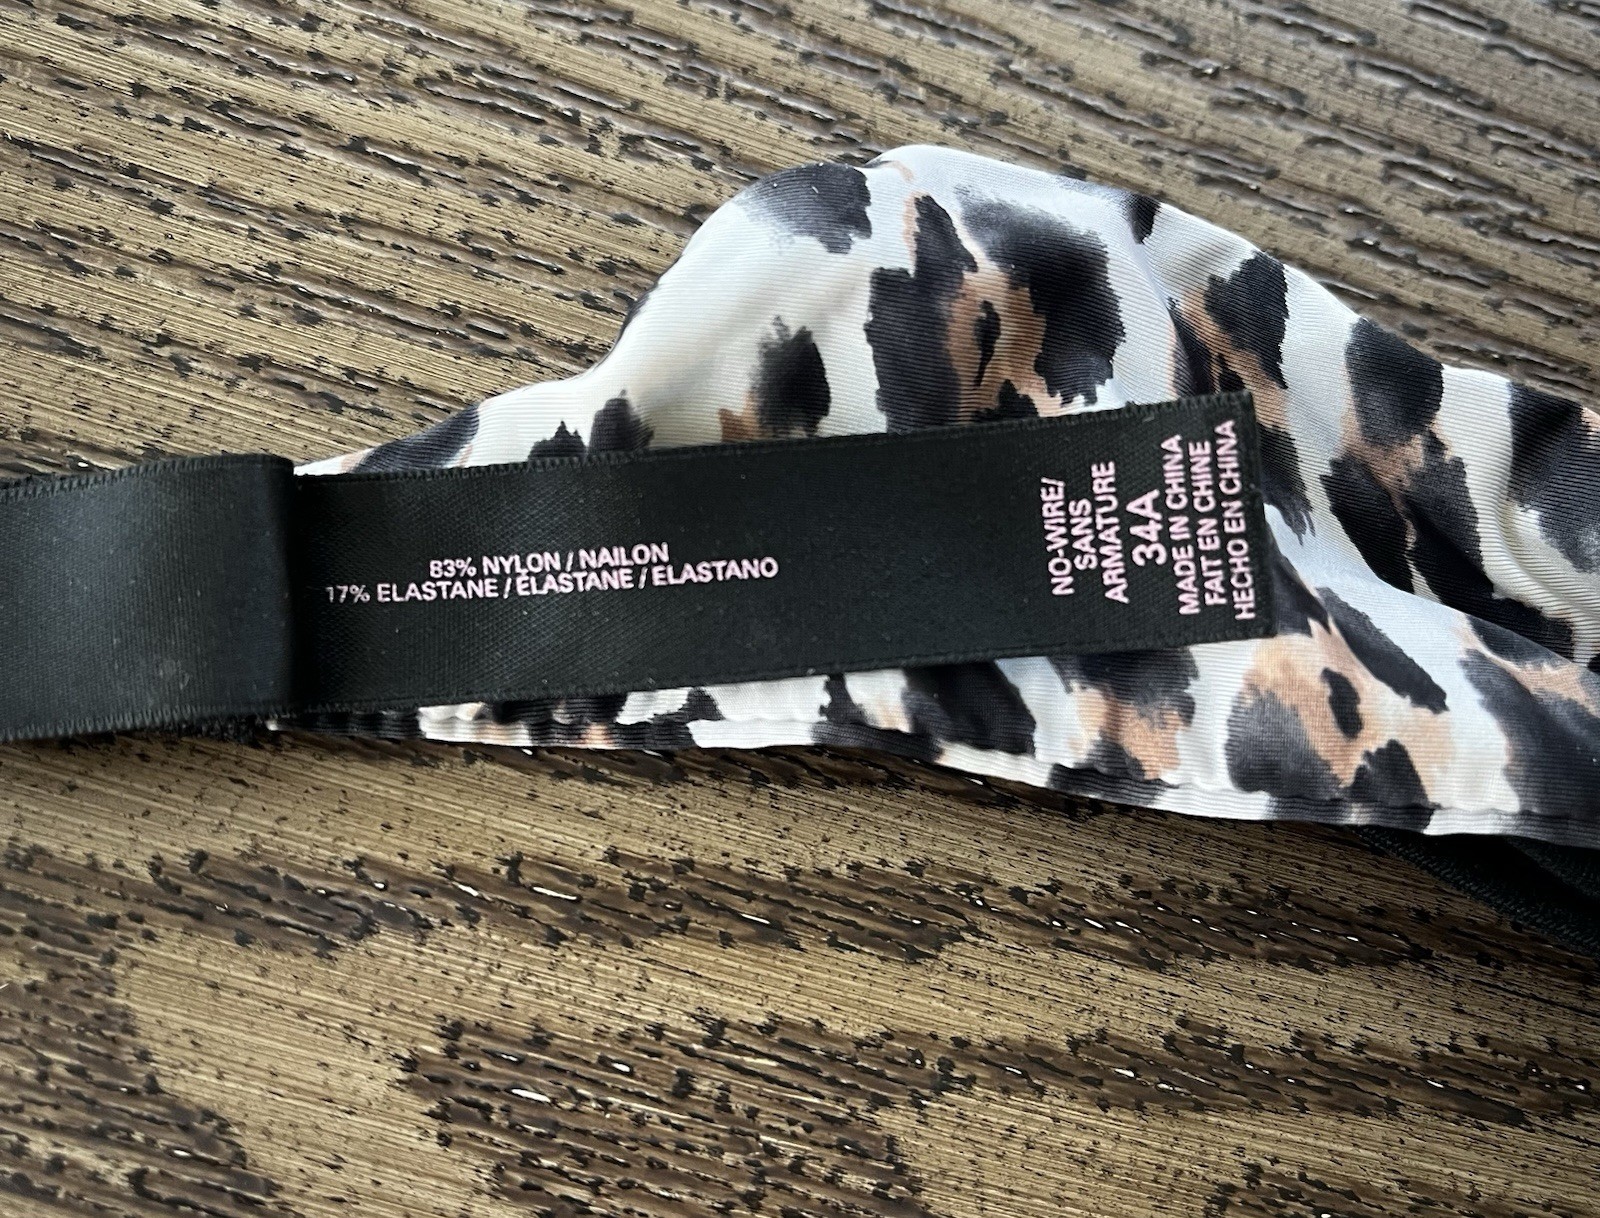 83% NYLON / NAILON
17% ELASTANE / ÉLASTANE / ELASTANO
NO-WIRE/
SANS
ARMATURE
34A
MADE IN CHINA
FAIT EN CHINE
HECHO EN CHINA